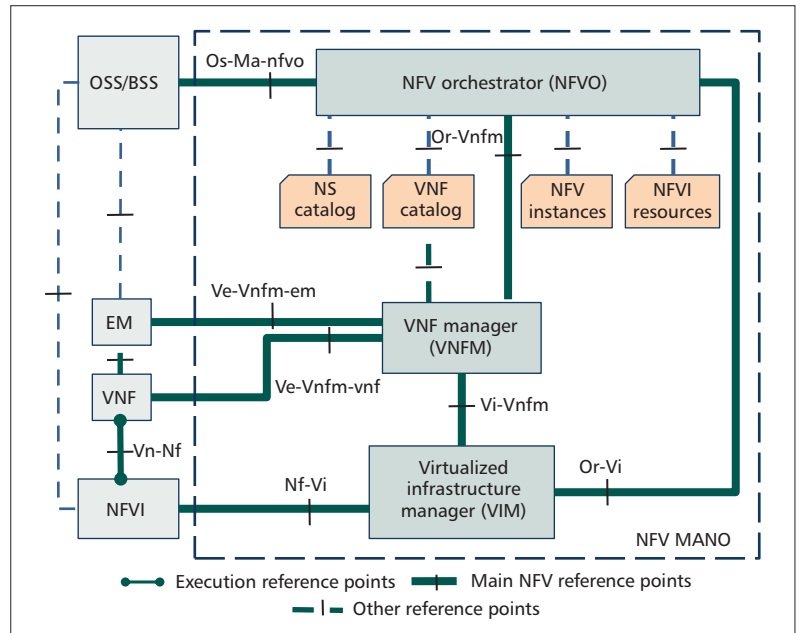 Os-Ma-nfvo
OSS/BSS
NFV orchestrator (NFVO)
Or-Vnfm
NS
catalog
VNF
catalog
NFV
instances
NFVI
resources
Ve-Vnfm-em
EM
VNF manager
(VNFM)
Ve-Vnfm-vnf
VNF
Vi-Vnfm
Vn-Nf
Nf-Vi
Virtualized
infrastructure
manager (VIM)
Or-Vi
NFVI
NFV MANO
Execution reference points
Main NFV reference points
Other reference points